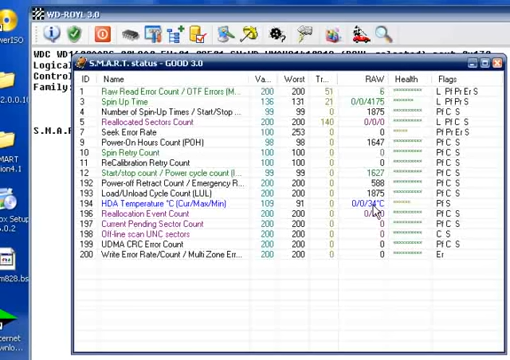 WD-ROYL 3.0
S.M.A.R.T. status - GOOD 3.0
ID Name Va... Worst Tr... RAW Health Flags
1 Raw Read Error Count / OTF Errors (M... 200 200 51 6 L Pf Pr Er S
3 Spin Up Time 136 131 21 0/0/4175 L Pf Pr C S
4 Number of Spin-Up Times / Start/Stop ... 99 99 0 1875 Pf C S
5 Reallocated Sectors Count 200 200 140 0/0/0 L Pf C S
7 Seek Error Rate 100 253 0 0 Pf Pr Er S
9 Power-On Hours Count (POH) 98 98 0 1647 Pf C S
10 Spin Retry Count 100 100 0 0 Pf C S
11 ReCalibration Retry Count 100 100 0 0 Pf C S
12 Start/stop count / Power cycle count (I... 99 99 0 1627 Pf C S
192 Power-off Retract Count / Emergency R... 200 200 0 588 Pf C S
193 Load/Unload Cycle Count (LUL) 200 200 0 1875 Pf C S
194 HDA Temperature °C (Cur/Max/Min) 109 91 0 0/0/34°C Pf S
196 Reallocation Event Count 200 200 0 Pf C S
197 Current Pending Sector Count 200 200 0 0 Pf C S
198 Off-line scan UNC sectors 200 200 0 0 C S
199 UDMA CRC Error Count 200 200 0 0 Pf C S
200 Write Error Rate/Count / Multi Zone Err... 200 200 0 0 Er
WDC
Logical
Control
Family:
S.M.A.R
PowerISO
SMART
nternet